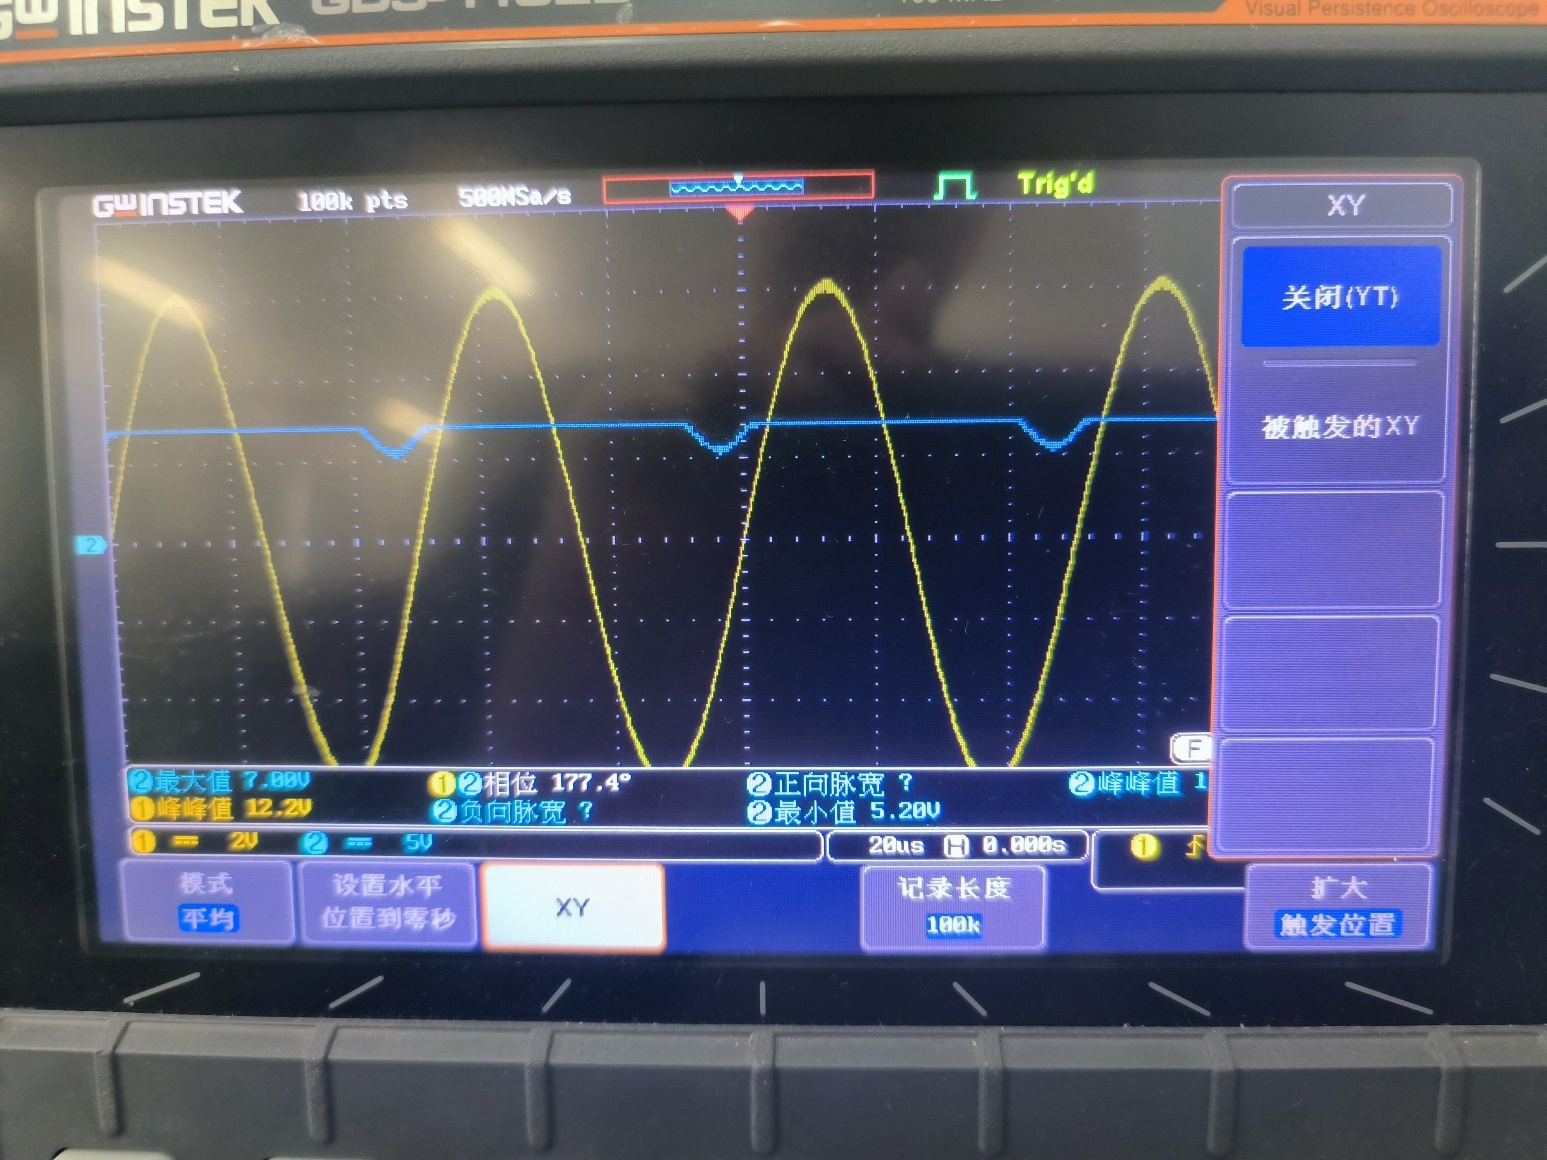 GWINSTEK
Visual Persistence Oscilloscope
GWINSTEK 100k pts 500MSa/s Trig'd
XY
关闭(YT)
被触发的XY
2
F
②最大值 7.00V ①②相位 177.4° ②正向脉宽 ? ②峰峰值 1
①峰峰值 12.2V ②负向脉宽 ? ②最小值 5.20V
① 2V ② 5V 20us H 0.000s ①
模式
平均
设置水平
位置到零秒
XY
记录长度
100k
扩大
触发位置